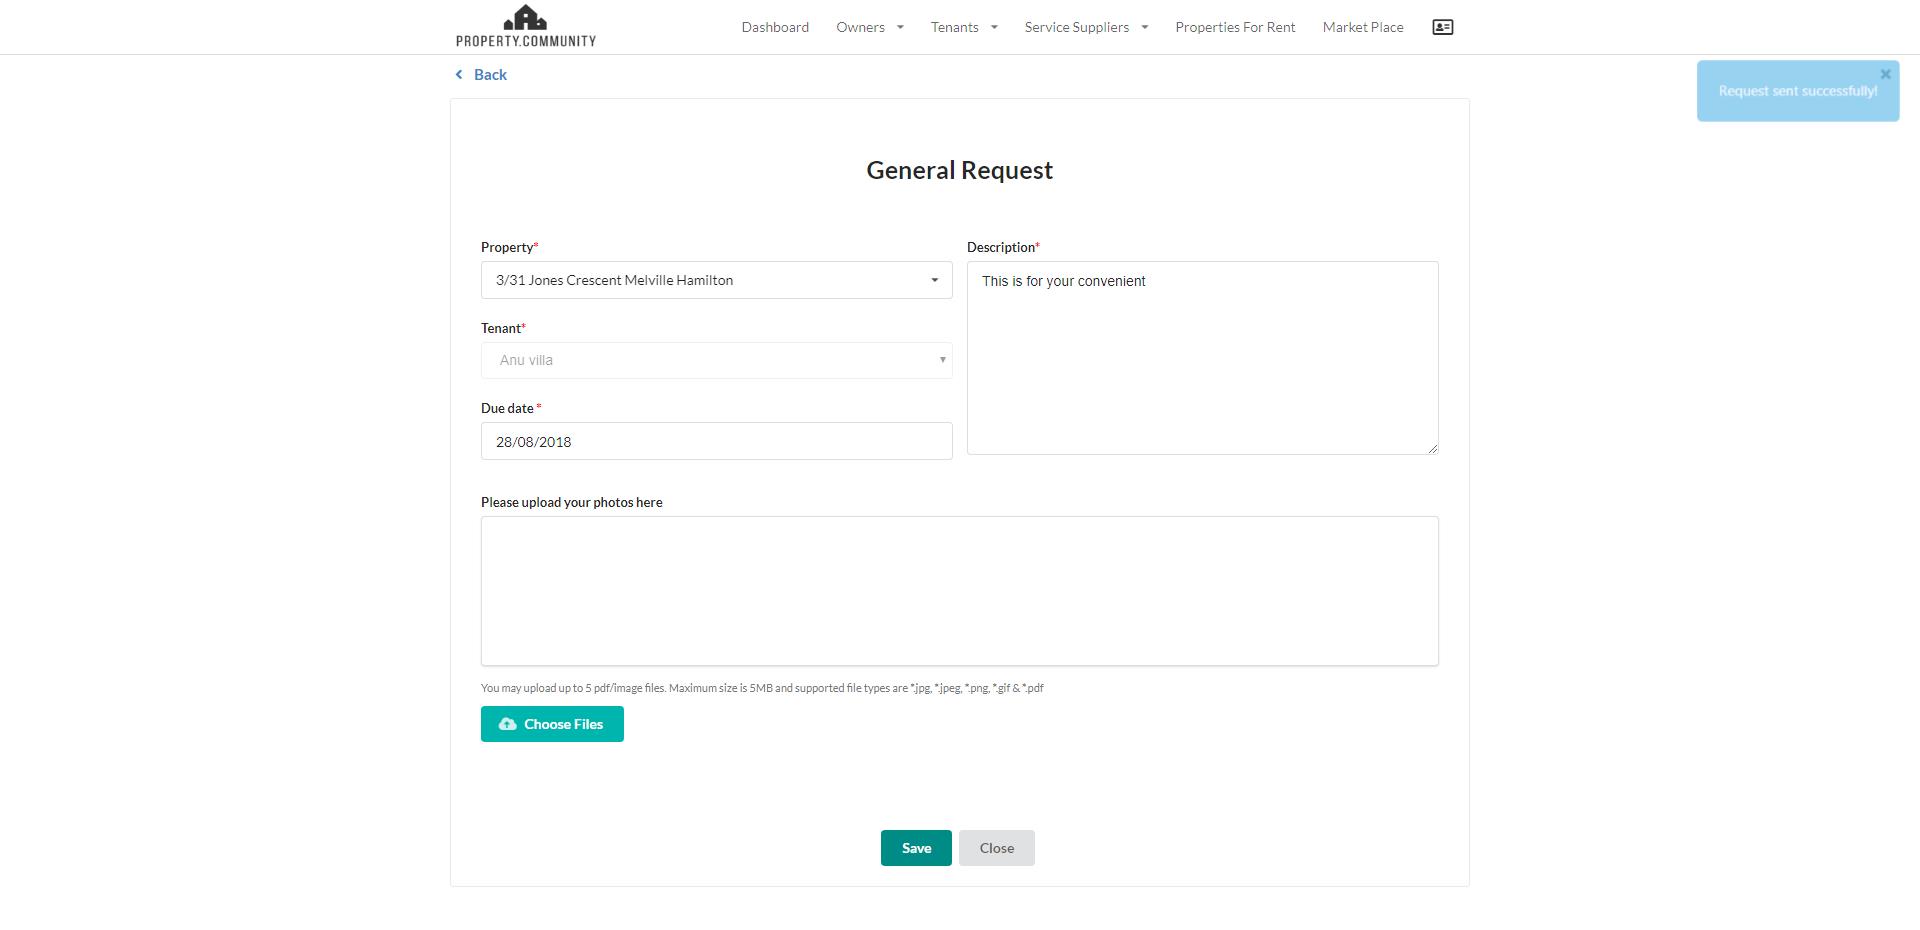 PROPERTY.COMMUNITY
Dashboard
Owners
Tenants
Service Suppliers
Properties For Rent
Market Place
Back
Request sent successfully!
General Request
Property*
3/31 Jones Crescent Melville Hamilton
Tenant*
Anu villa
Due date *
28/08/2018
Description*
This is for your convenient
Please upload your photos here
You may upload up to 5 pdf/image files. Maximum size is 5MB and supported file types are *.jpg, *.jpeg, *.png, *.gif & *.pdf
Choose Files
Save
Close